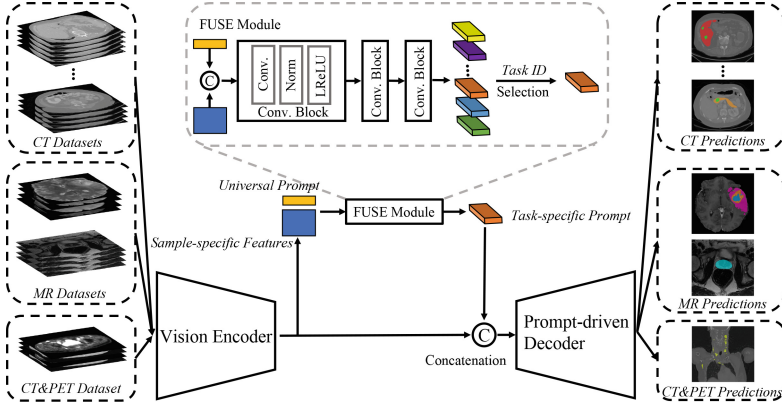 FUSE Module
C
Conv.
Norm
LReLU
Conv. Block
Conv. Block
Conv. Block
Task ID
Selection
CT Datasets
CT Predictions
Universal Prompt
FUSE Module
Task-specific Prompt
Sample-specific Features
MR Datasets
MR Predictions
Vision Encoder
C
Concatenation
Prompt-driven
Decoder
CT&PET Dataset
CT&PET Predictions